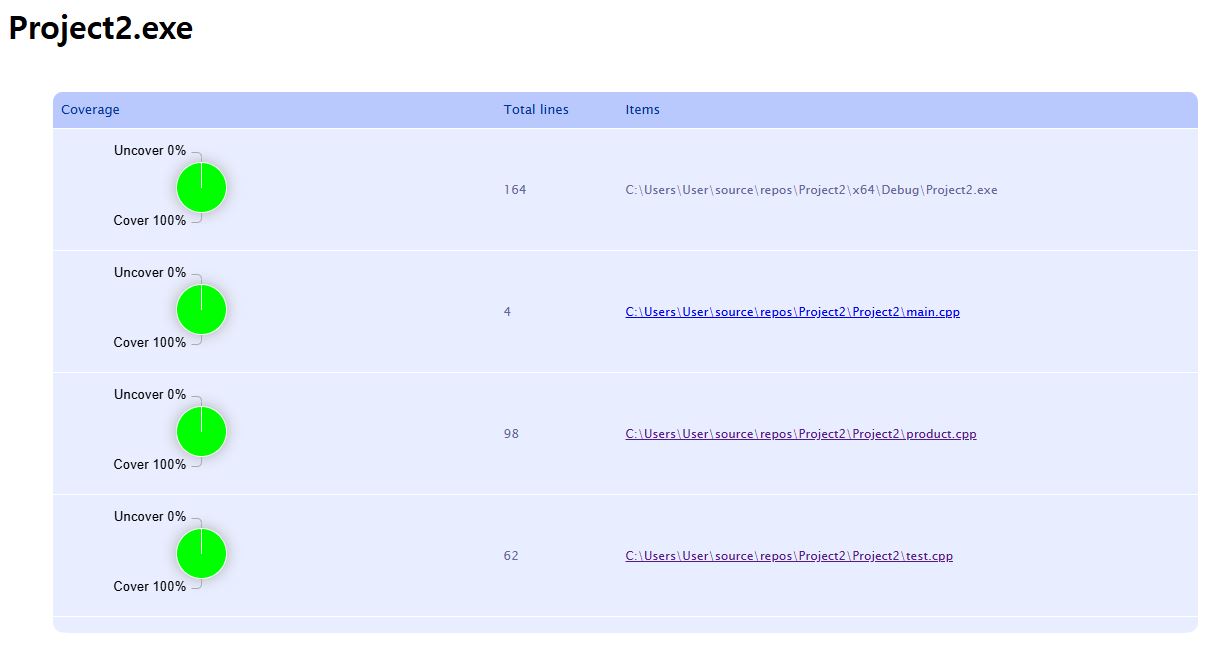 Project2.exe
Coverage Total lines Items
Uncover 0%
164 C:\Users\User\source\repos\Project2\x64\Debug\Project2.exe
Cover 100%
Uncover 0%
4 C:\Users\User\source\repos\Project2\Project2\main.cpp
Cover 100%
Uncover 0%
98 C:\Users\User\source\repos\Project2\Project2\product.cpp
Cover 100%
Uncover 0%
62 C:\Users\User\source\repos\Project2\Project2\test.cpp
Cover 100%